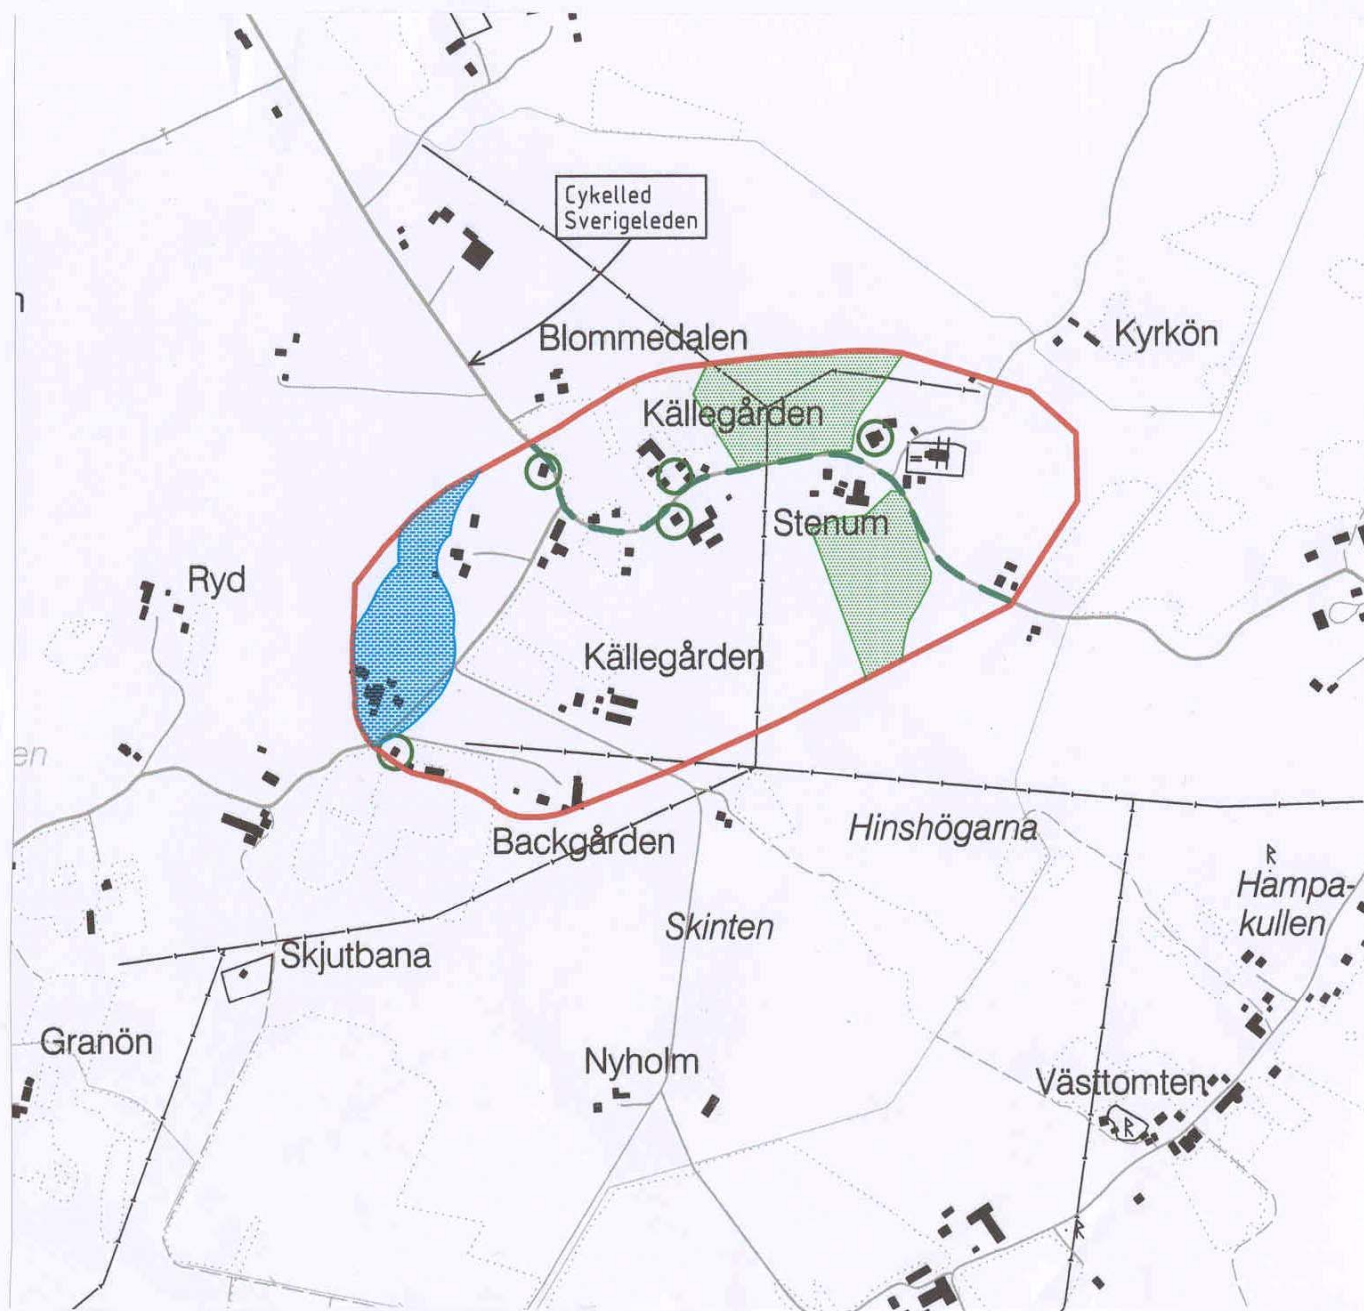 Cykelled
Sverigeleden
Blommedalen
Kyrkön
Källegården
Stenum
Ryd
Källegården
en
Hinshögarna
Backgården
ᚱ
Hampa-
kullen
Skinten
Skjutbana
Granön
Nyholm
Västtomten
ᚱ
ᚱ